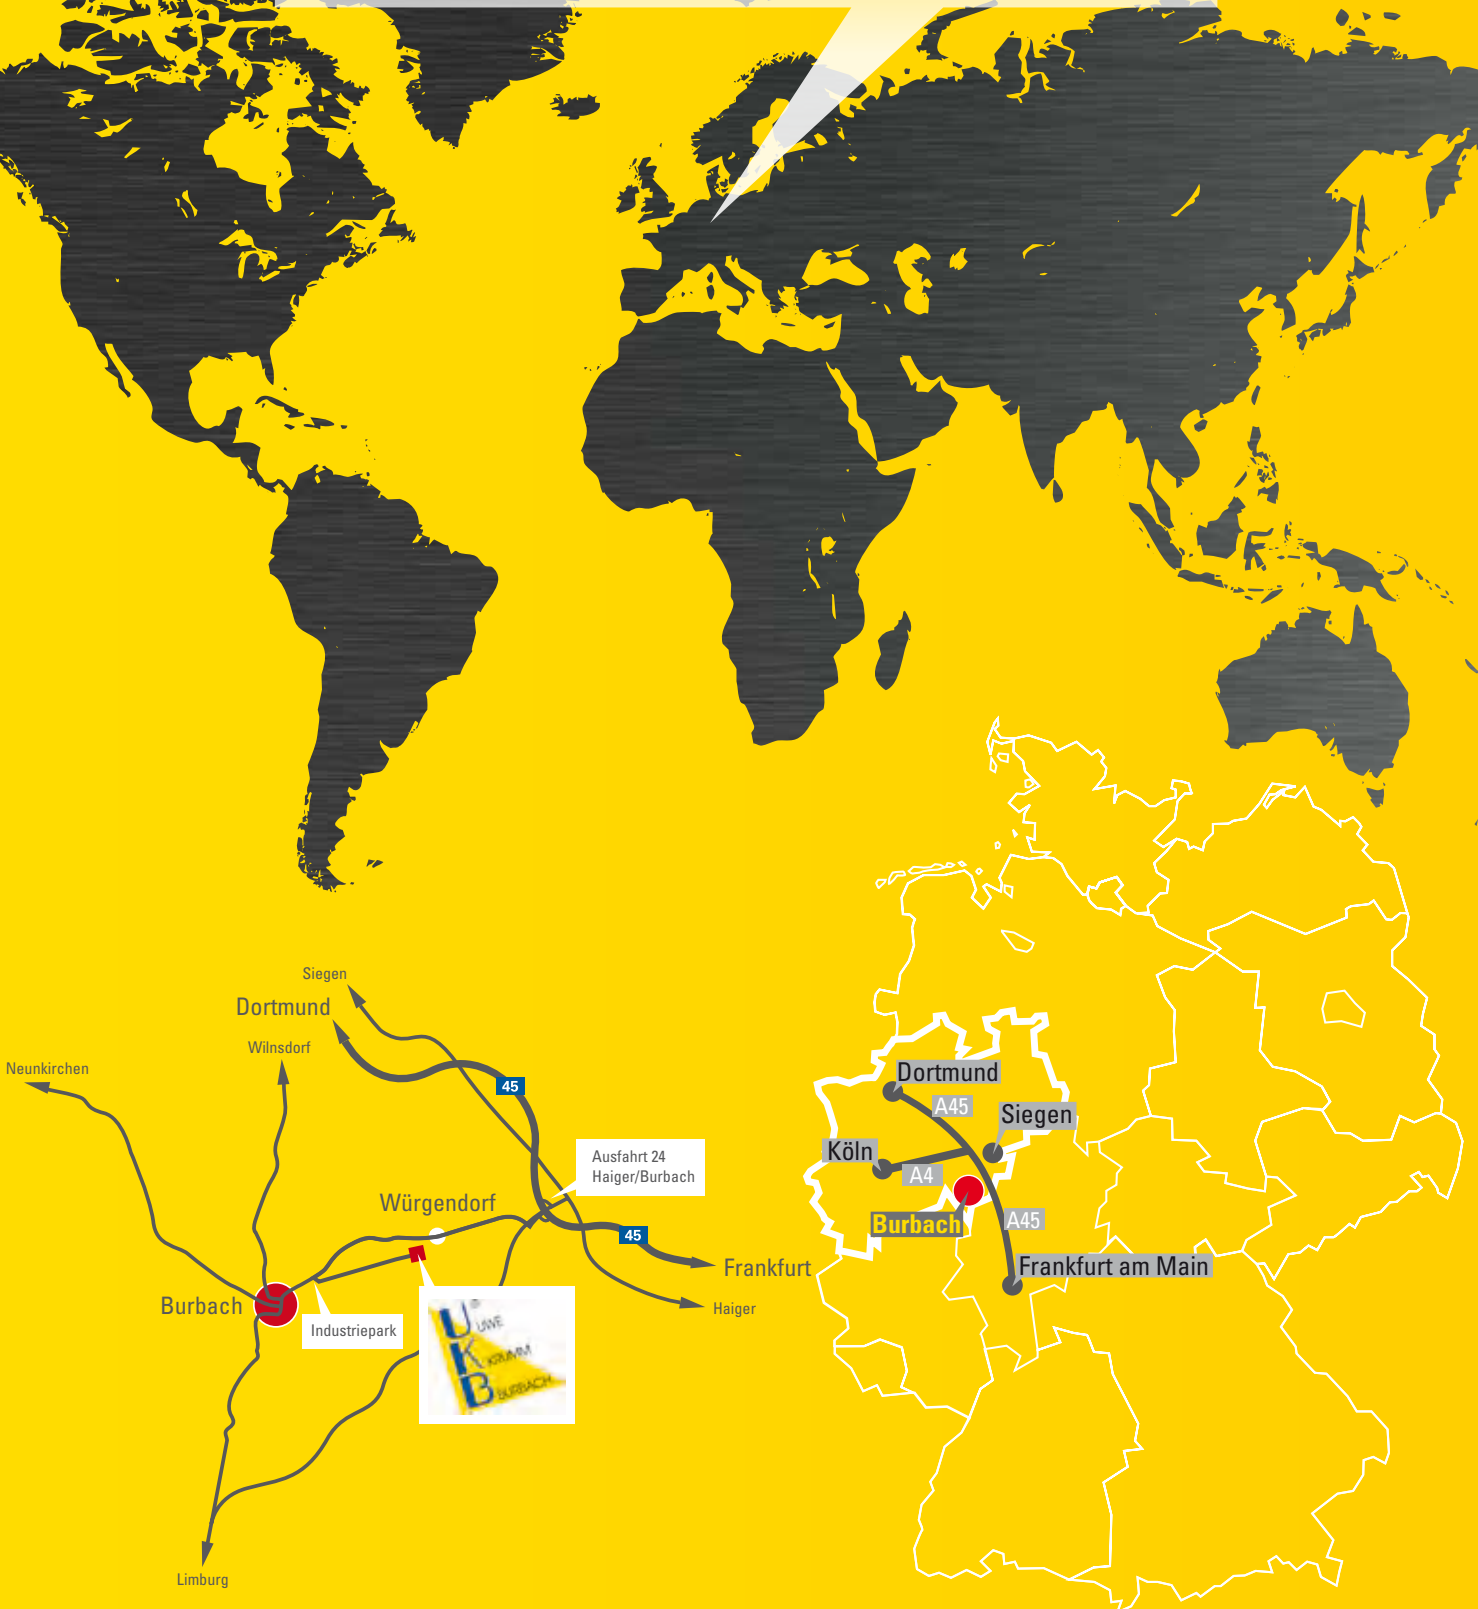 Siegen
Dortmund
Wilnsdorf
Neunkirchen
45
Ausfahrt 24
Haiger/Burbach
Würgendorf
45
Frankfurt
Burbach
Haiger
Industriepark
U® UWE
K KRUMM
B BURBACH
Limburg
Dortmund
A45
Siegen
Köln
A4
Burbach
A45
Frankfurt am Main